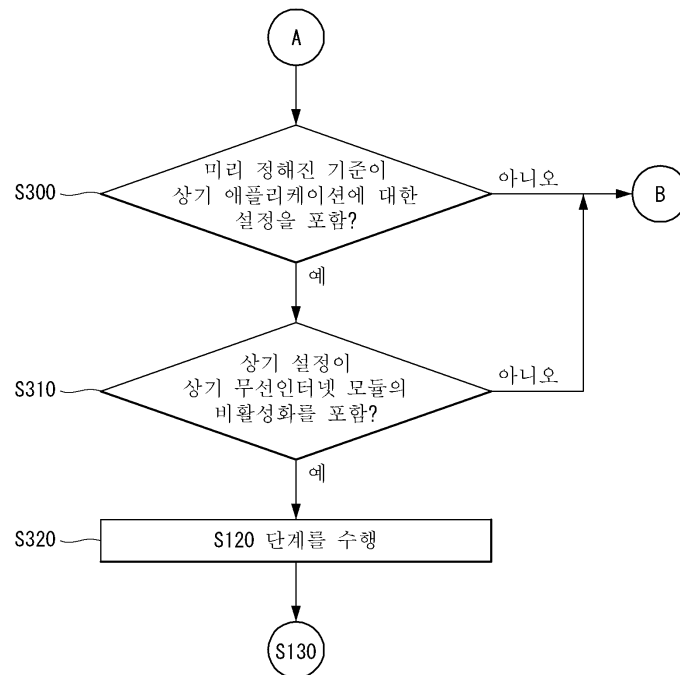 A
미리 정해진 기준이
상기 애플리케이션에 대한
설정을 포함?
S300
아니오
B
예
상기 설정이
상기 무선인터넷 모듈의
비활성화를 포함?
S310
아니오
예
S320
S120 단계를 수행
S130